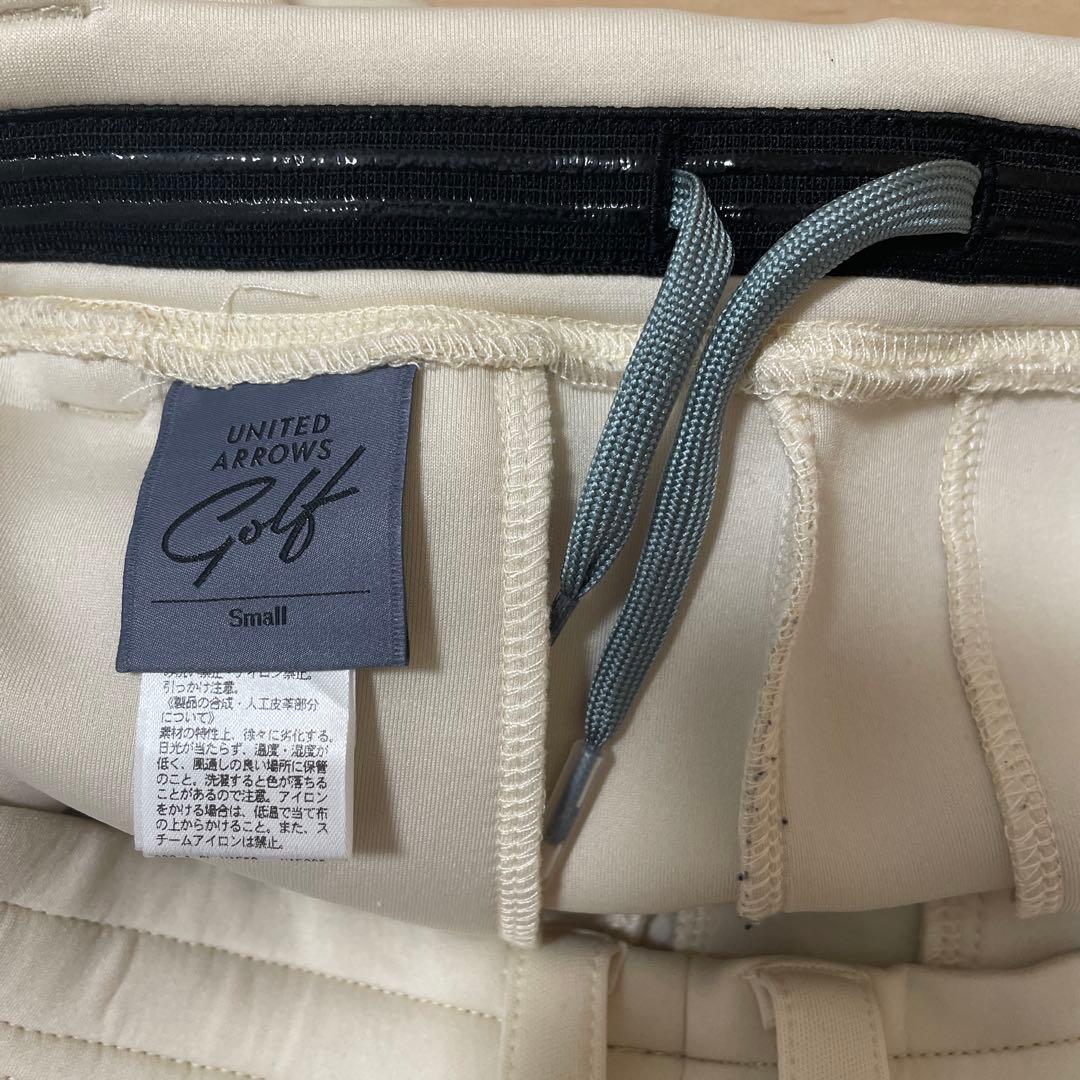 UNITED
ARROWS
Golf
Small
引っかけ注意。
《製品の合成・人工皮革部分
について》
素材の特性上、徐々に劣化する。
日光が当たらず、温度・湿度が
低く、風通しの良い場所に保管
のこと。洗濯すると色が落ちる
ことがあるので注意。アイロン
をかける場合は、低温で当て布
の上からかけること。また、ス
チームアイロンは禁止。